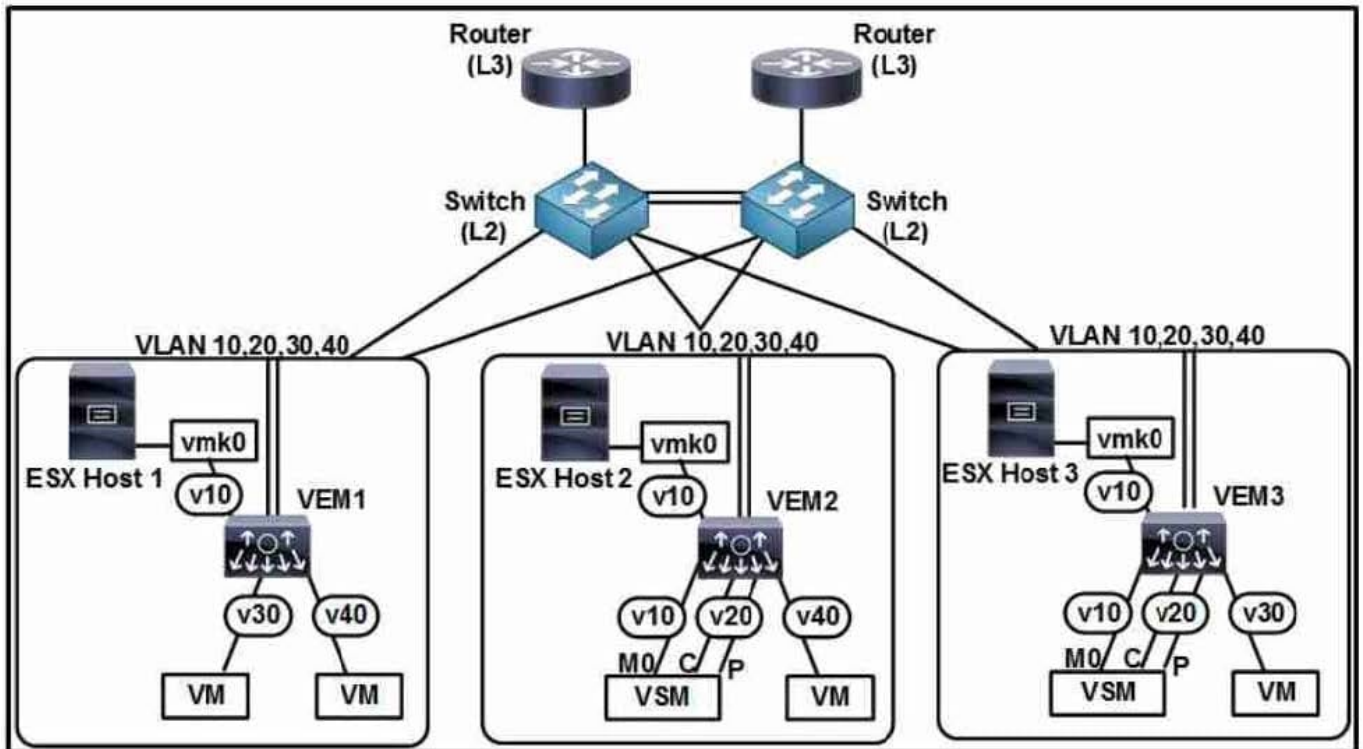 Router
(L3)
Router
(L3)
Switch
(L2)
Switch
(L2)
VLAN 10,20,30,40
VLAN 10,20,30,40
VLAN 10,20,30,40
ESX Host 1
vmk0
v10
VEM1
v30
v40
VM
VM
ESX Host 2
vmk0
v10
VEM2
v10
v20
v40
M0
C
P
VSM
VM
ESX Host 3
vmk0
v10
VEM3
v10
v20
v30
M0
C
P
VSM
VM